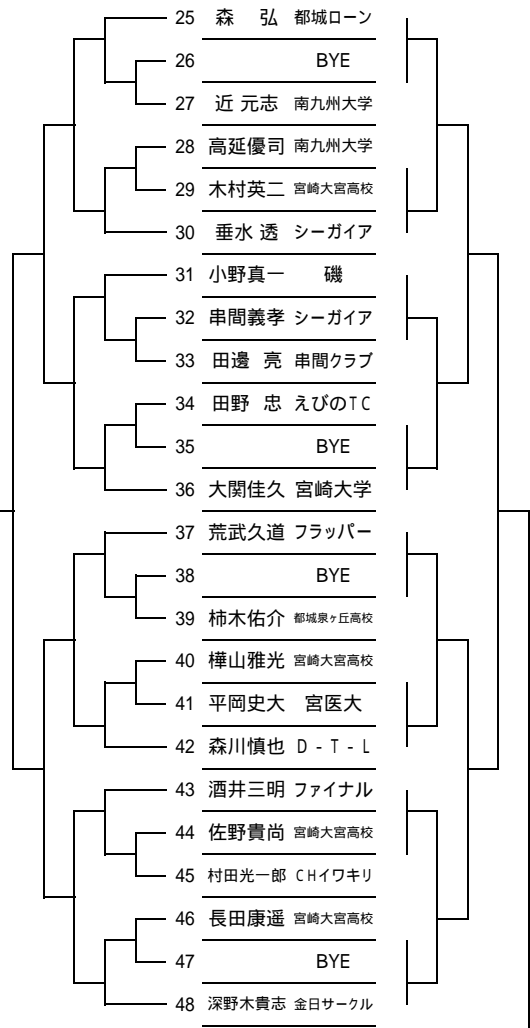 25 森 弘 都城ローン
26 BYE
27 近 元志 南九州大学
28 高延優司 南九州大学
29 木村英二 宮崎大宮高校
30 垂水 透 シーガイア
31 小野真一 磯
32 串間義孝 シーガイア
33 田邊 亮 串間クラブ
34 田野 忠 えびのTC
35 BYE
36 大関佳久 宮崎大学
37 荒武久道 フラッパー
38 BYE
39 柿木佑介 都城泉ヶ丘高校
40 樺山雅光 宮崎大宮高校
41 平岡史大 宮医大
42 森川慎也 D-T-L
43 酒井三明 ファイナル
44 佐野貴尚 宮崎大宮高校
45 村田光一郎 CHイワキリ
46 長田康遥 宮崎大宮高校
47 BYE
48 深野木貴志 金日サークル